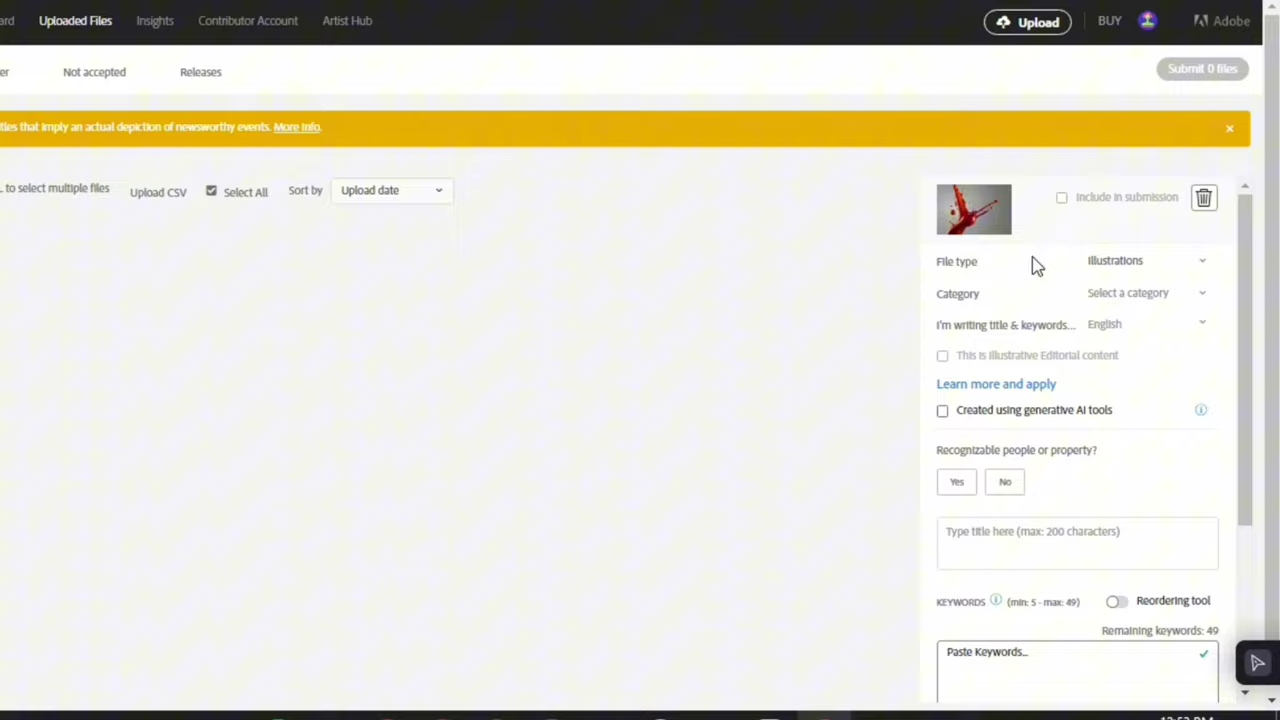 ard Uploaded Files Insights Contributor Account Artist Hub Upload BUY Adobe
er Not accepted Releases Submit 0 files
itles that imply an actual depiction of newsworthy events. More Info.
to select multiple files Upload CSV Select All Sort by Upload date
Include in submission
File type Illustrations
Category Select a category
I'm writing title & keywords... English
This is Illustrative Editorial content
Learn more and apply
Created using generative AI tools
Recognizable people or property?
Yes No
Type title here (max: 200 characters)
KEYWORDS (min: 5 - max: 49) Reordering tool
Remaining keywords: 49
Paste Keywords...